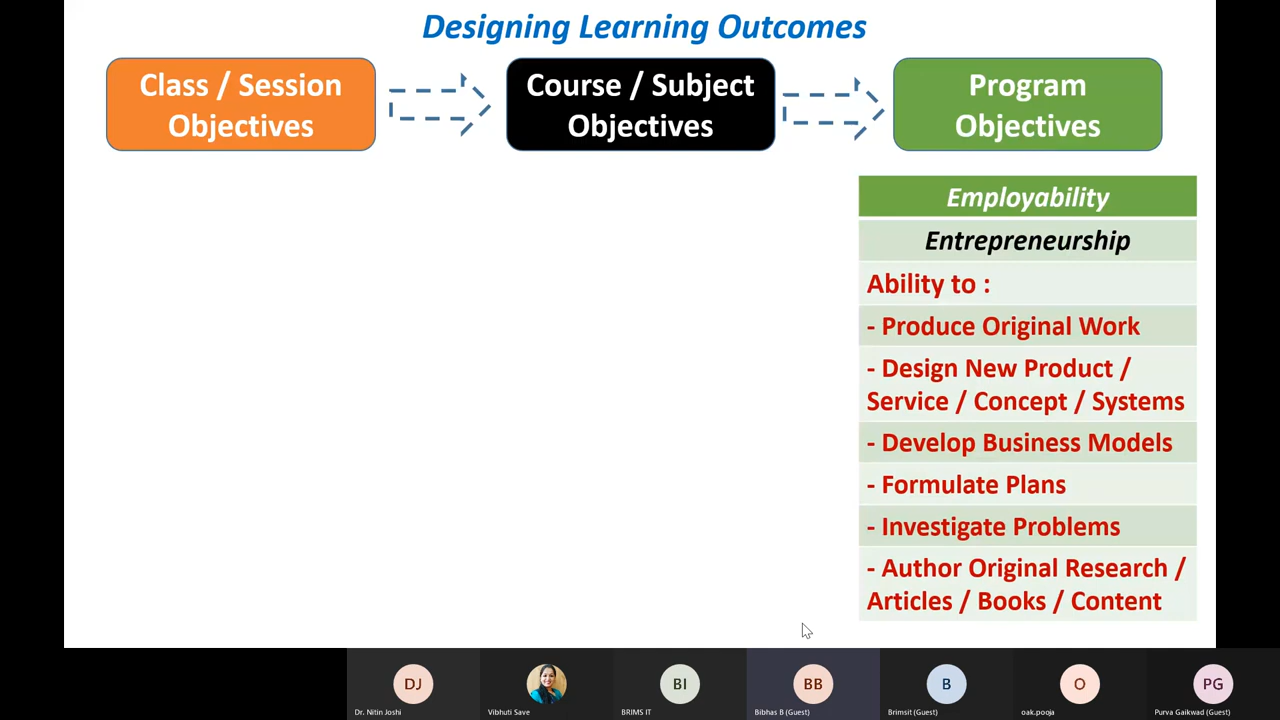 Designing Learning Outcomes
Class / Session
Objectives
Course / Subject
Objectives
Program
Objectives
Employability
Entrepreneurship
Ability to :
- Produce Original Work
- Design New Product /
Service / Concept / Systems
- Develop Business Models
- Formulate Plans
- Investigate Problems
- Author Original Research /
Articles / Books / Content
DJ
BI
BB
B
O
PG
Dr. Nitin Joshi
Vibhuti Save
BRIMS IT
Bibhas B (Guest)
Brimsit (Guest)
oak.pooja
Purva Gaikwad (Guest)